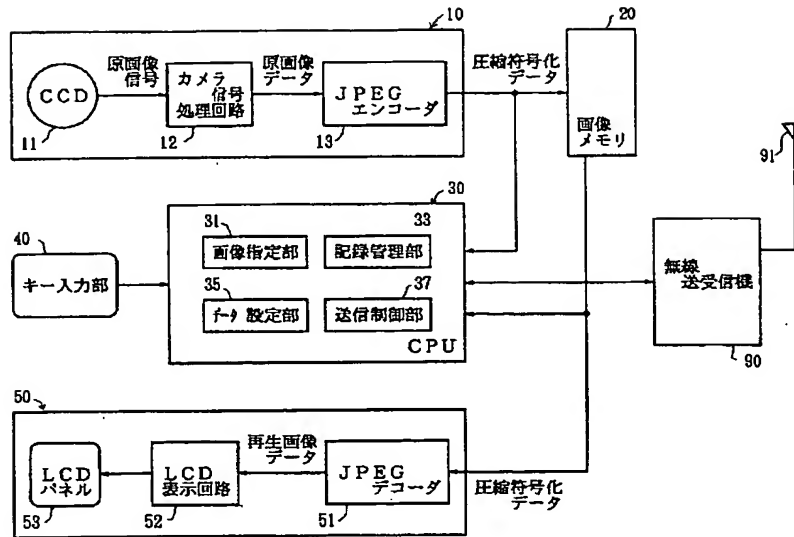 10
20
原画像
信号
原画像
データ
圧縮符号化
データ
CCD
カメラ
信号
処理回路
JPEG
エンコーダ
画像
メモリ
11
12
13
91
30
40
31
33
画像指定部
記録管理部
キー入力部
無線
送受信機
35
37
データ設定部
送信制御部
CPU
90
50
再生画像
データ
LCD
パネル
LCD
表示回路
JPEG
デコーダ
圧縮符号化
データ
53
52
51